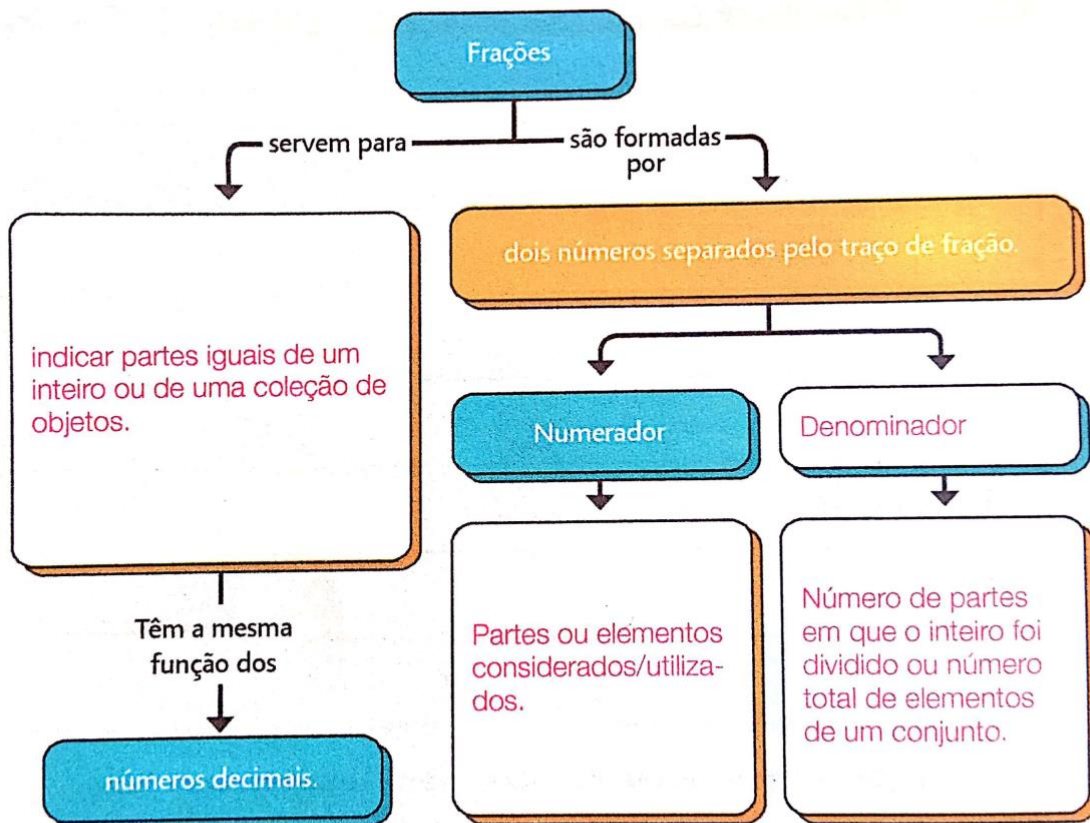 Frações
servem para
são formadas
por
indicar partes iguais de um
inteiro ou de uma coleção de
objetos.
dois números separados pelo traço de fração.
Numerador
Denominador
Partes ou elementos
considerados/utiliza-
dos.
Número de partes
em que o inteiro foi
dividido ou número
total de elementos
de um conjunto.
Têm a mesma
função dos
números decimais.